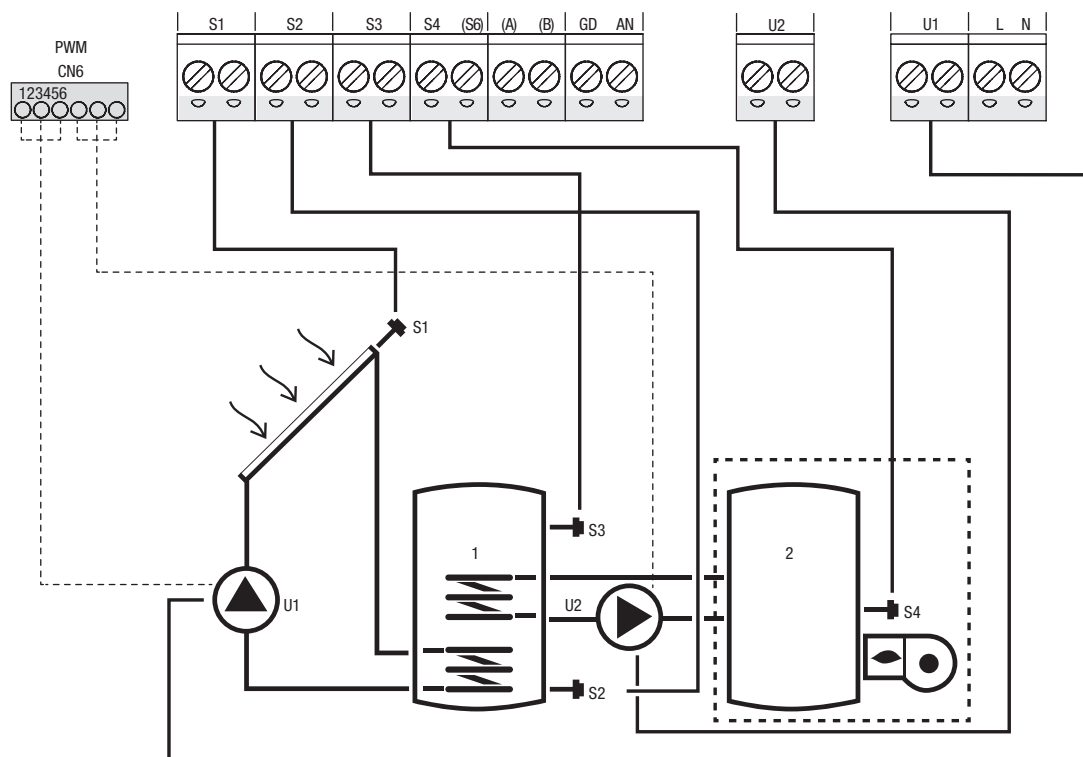 S1 S2 S3 S4 (S6) (A) (B) GD AN U2 U1 L N
PWM
CN6
123456
S1
S3
1
2
U1
U2
S4
S2